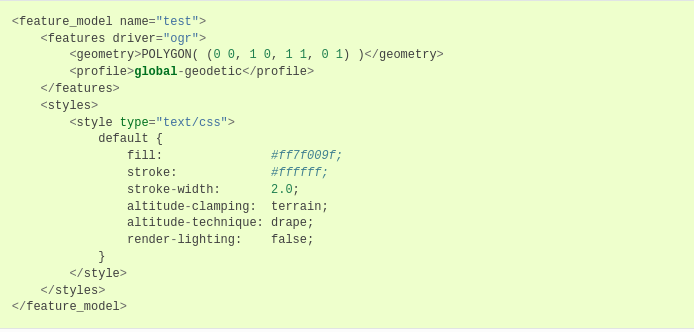 <feature_model name="test">
    <features driver="ogr">
        <geometry>POLYGON( (0 0, 1 0, 1 1, 0 1) )</geometry>
        <profile>global-geodetic</profile>
    </features>
    <styles>
        <style type="text/css">
            default {
                fill:               #ff7f009f;
                stroke:             #ffffff;
                stroke-width:       2.0;
                altitude-clamping:  terrain;
                altitude-technique: drape;
                render-lighting:    false;
            }
        </style>
    </styles>
</feature_model>